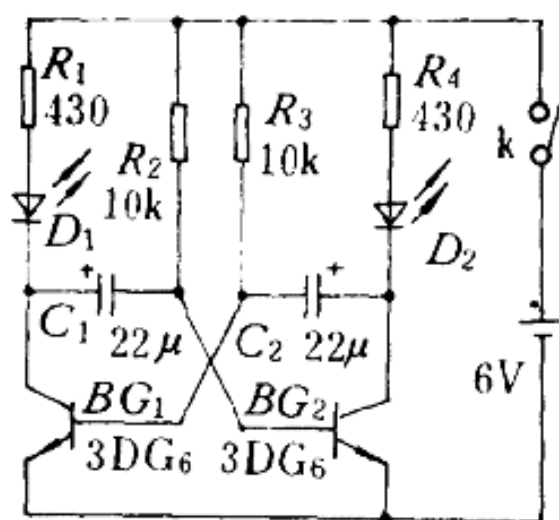 R1
430
D1
R2
10k
R3
10k
R4
430
D2
k
+
C1
22μ
+
C2
22μ
6V
BG1
3DG6
BG2
3DG6